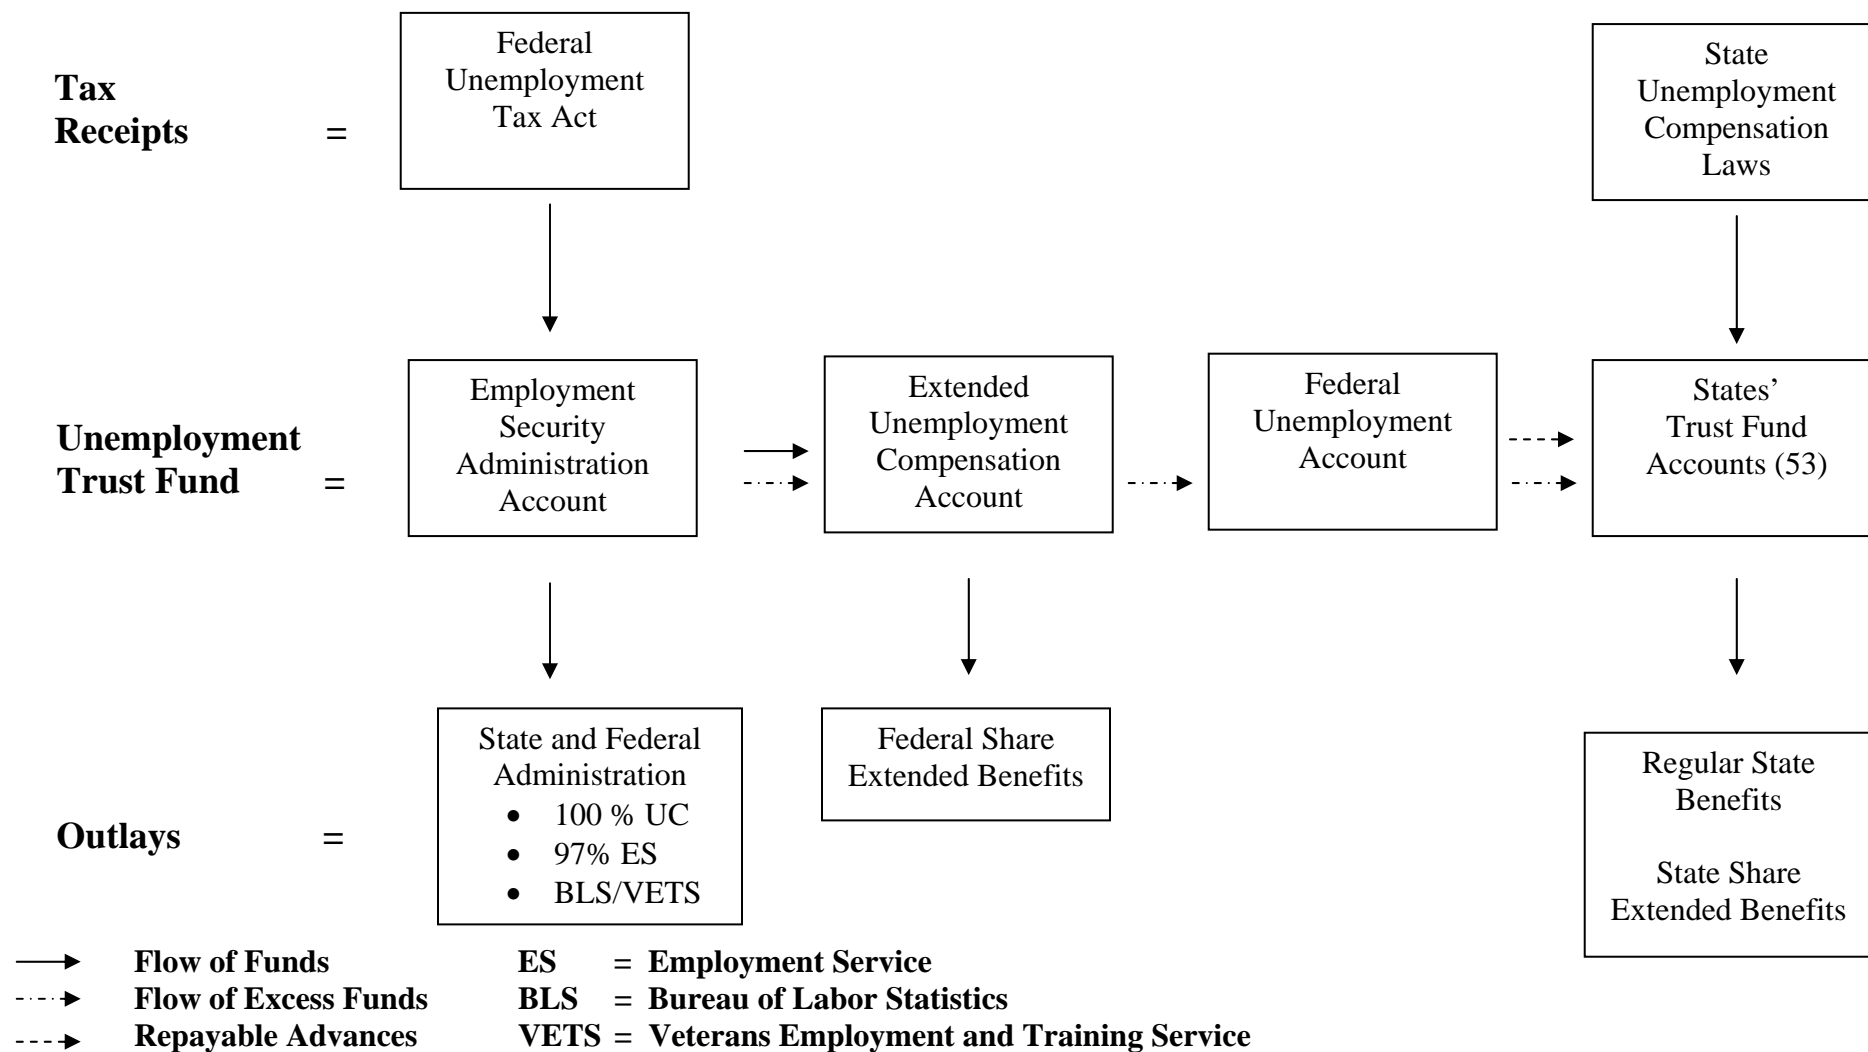 Tax
Receipts =
Federal
Unemployment
Tax Act
State
Unemployment
Compensation
Laws
Unemployment
Trust Fund =
Employment
Security
Administration
Account
Extended
Unemployment
Compensation
Account
Federal
Unemployment
Account
States’
Trust Fund
Accounts (53)
Outlays =
State and Federal
Administration
• 100 % UC
• 97% ES
• BLS/VETS
Federal Share
Extended Benefits
Regular State
Benefits
State Share
Extended Benefits
Flow of Funds
Flow of Excess Funds
Repayable Advances
ES = Employment Service
BLS = Bureau of Labor Statistics
VETS = Veterans Employment and Training Service